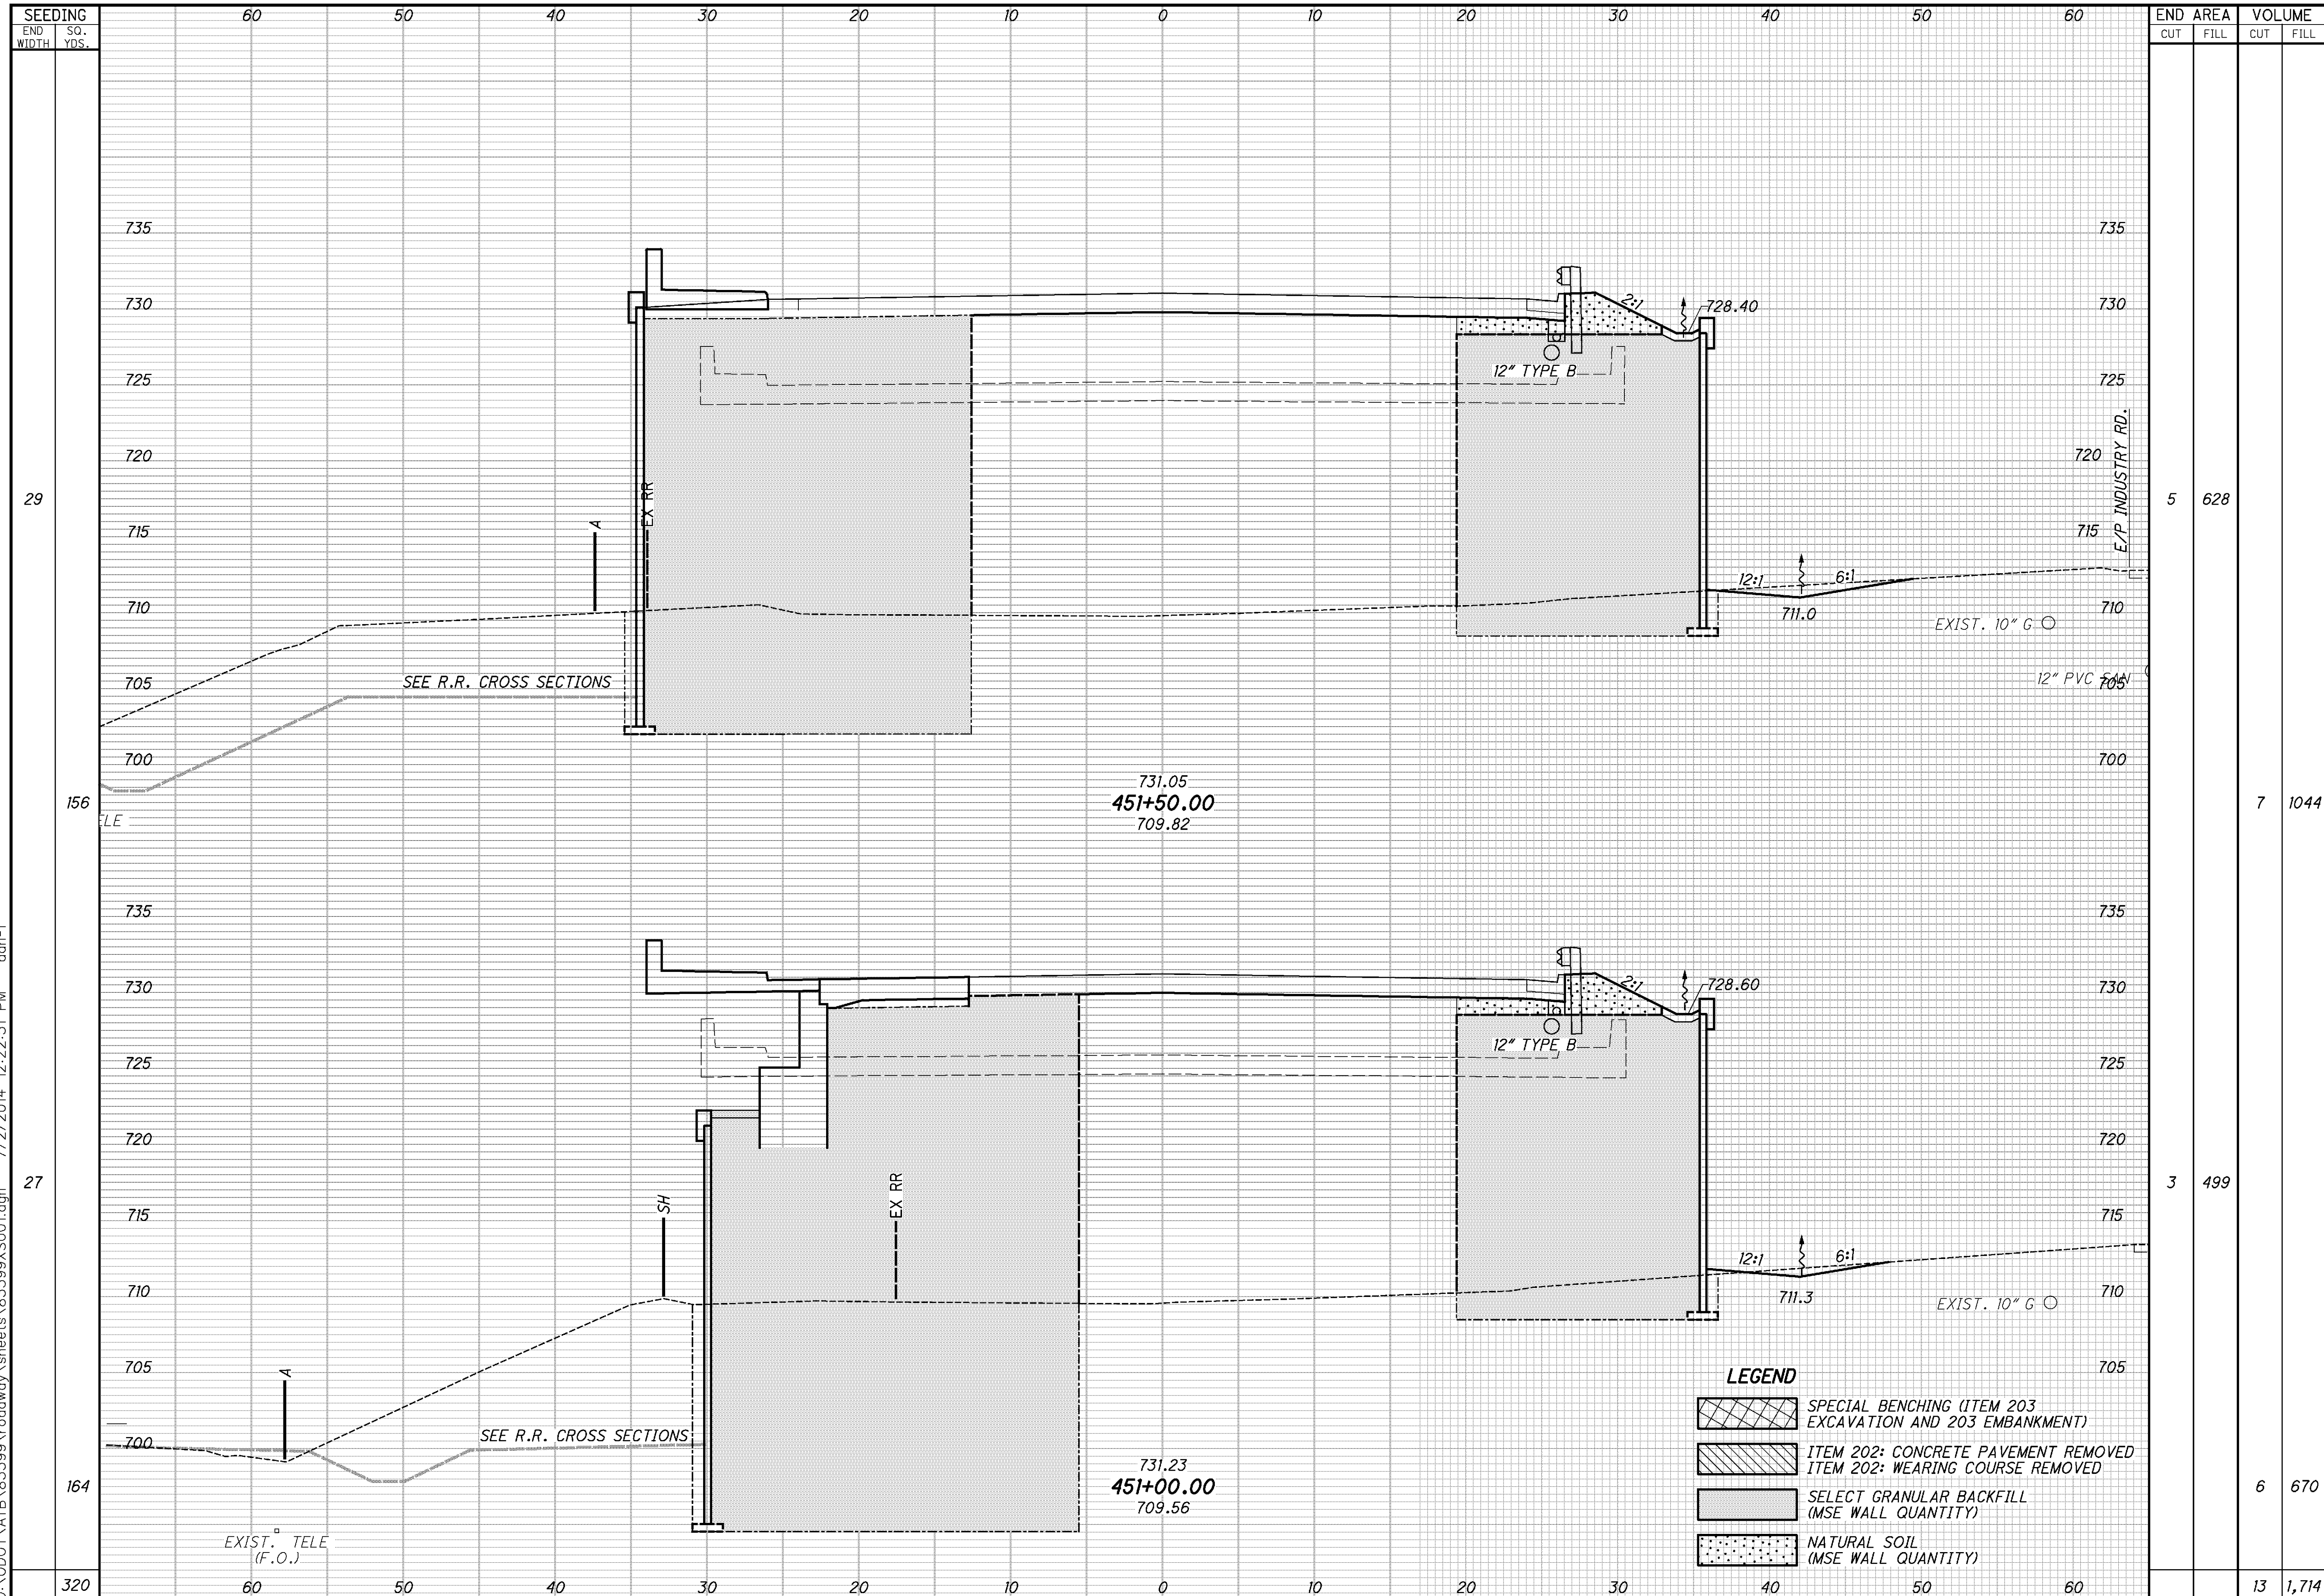 SEEDING
END WIDTH
SQ. YDS.
60 50 40 30 20 10 0 10 20 30 40 50 60
END AREA
VOLUME
CUT FILL CUT FILL
735 735
730 2:1 728.40 730
12" TYPE B
725 725
E/P INDUSTRY RD.
720 720
29 5 628
EX RR
A
715 715
12:1 6:1
710 711.0 710
EXIST. 10" G
SEE R.R. CROSS SECTIONS
705 12" PVC SAN 705
700 700
731.05
156 451+50.00 7 1044
ELE 709.82
735 735
730 2:1 728.60 730
12" TYPE B
725 725
720 720
27 3 499
SH
EX RR
715 715
12:1 6:1
710 711.3 710
EXIST. 10" G
705 705
A
LEGEND
SPECIAL BENCHING (ITEM 203
EXCAVATION AND 203 EMBANKMENT)
SEE R.R. CROSS SECTIONS
700
ITEM 202: CONCRETE PAVEMENT REMOVED
ITEM 202: WEARING COURSE REMOVED
731.23
164 451+00.00 6 670
709.56
SELECT GRANULAR BACKFILL
(MSE WALL QUANTITY)
EXIST. TELE
(F.O.)
NATURAL SOIL
(MSE WALL QUANTITY)
320 60 50 40 30 20 10 0 10 20 30 40 50 60 13 1,714